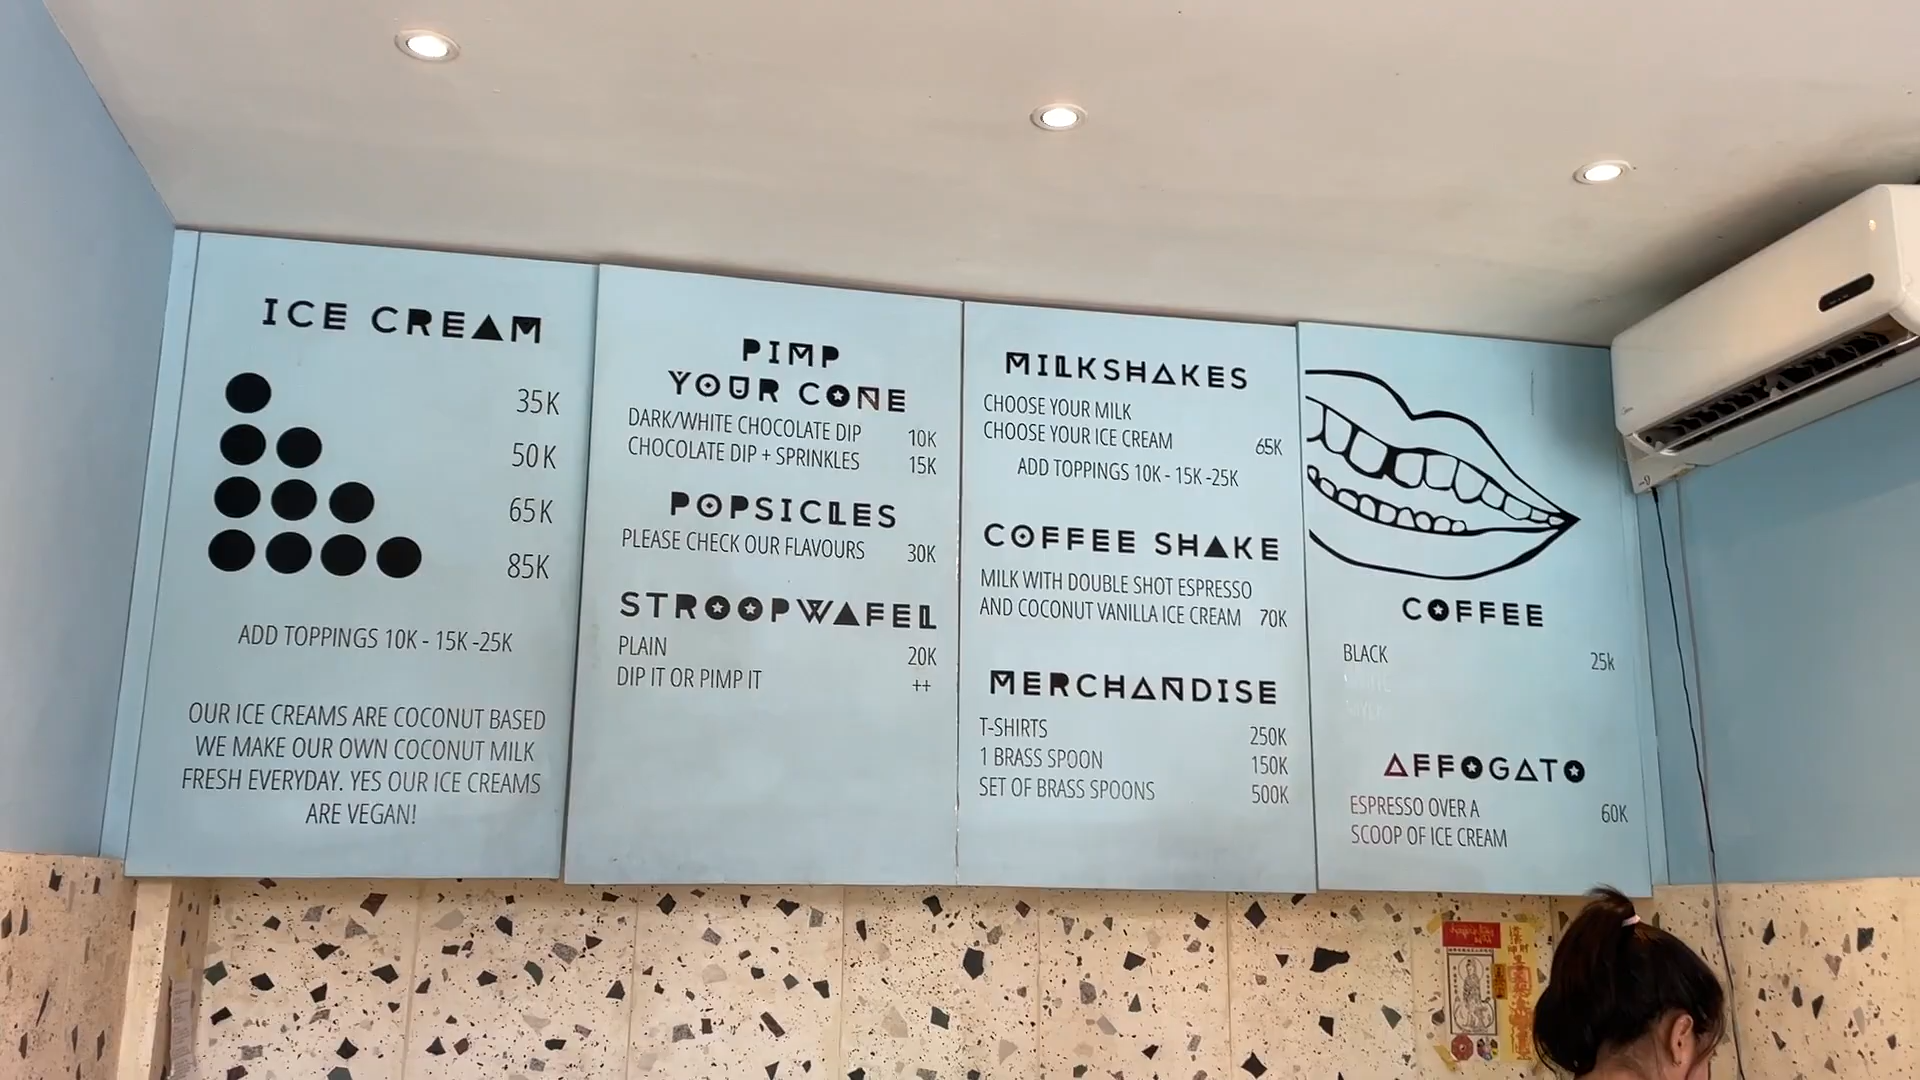 ICE CREAM
35K
50K
65K
85K
ADD TOPPINGS 10K - 15K -25K
OUR ICE CREAMS ARE COCONUT BASED
WE MAKE OUR OWN COCONUT MILK
FRESH EVERYDAY. YES OUR ICE CREAMS
ARE VEGAN!
PIMP
YOUR CONE
DARK/WHITE CHOCOLATE DIP 10K
CHOCOLATE DIP + SPRINKLES 15K
POPSICLES
PLEASE CHECK OUR FLAVOURS 30K
STROOPWAFEL
PLAIN 20K
DIP IT OR PIMP IT ++
MILKSHAKES
CHOOSE YOUR MILK
CHOOSE YOUR ICE CREAM 65K
ADD TOPPINGS 10K - 15K -25K
COFFEE SHAKE
MILK WITH DOUBLE SHOT ESPRESSO
AND COCONUT VANILLA ICE CREAM 70K
MERCHANDISE
T-SHIRTS 250K
1 BRASS SPOON 150K
SET OF BRASS SPOONS 500K
COFFEE
BLACK 25k
AFFOGATO
ESPRESSO OVER A 60K
SCOOP OF ICE CREAM